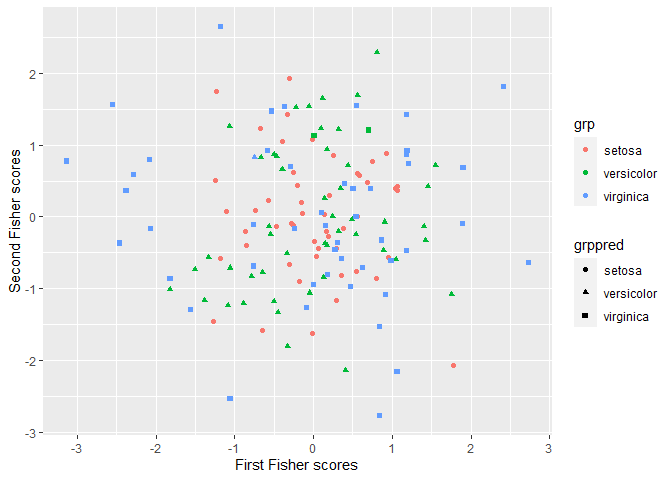 Second Fisher scores
2
1
0
-1
-2
-3
-3
-2
-1
0
1
2
3
First Fisher scores
grp
setosa
versicolor
virginica
grppred
setosa
versicolor
virginica